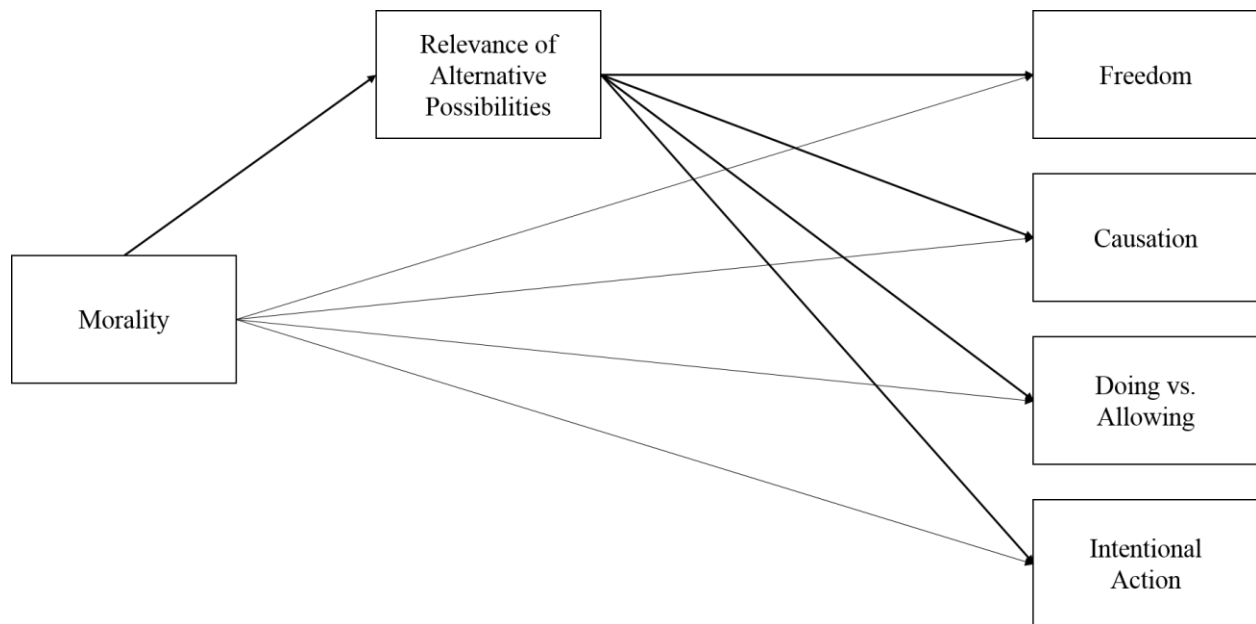 Relevance of
Alternative
Possibilities
Freedom
Causation
Morality
Doing vs.
Allowing
Intentional
Action